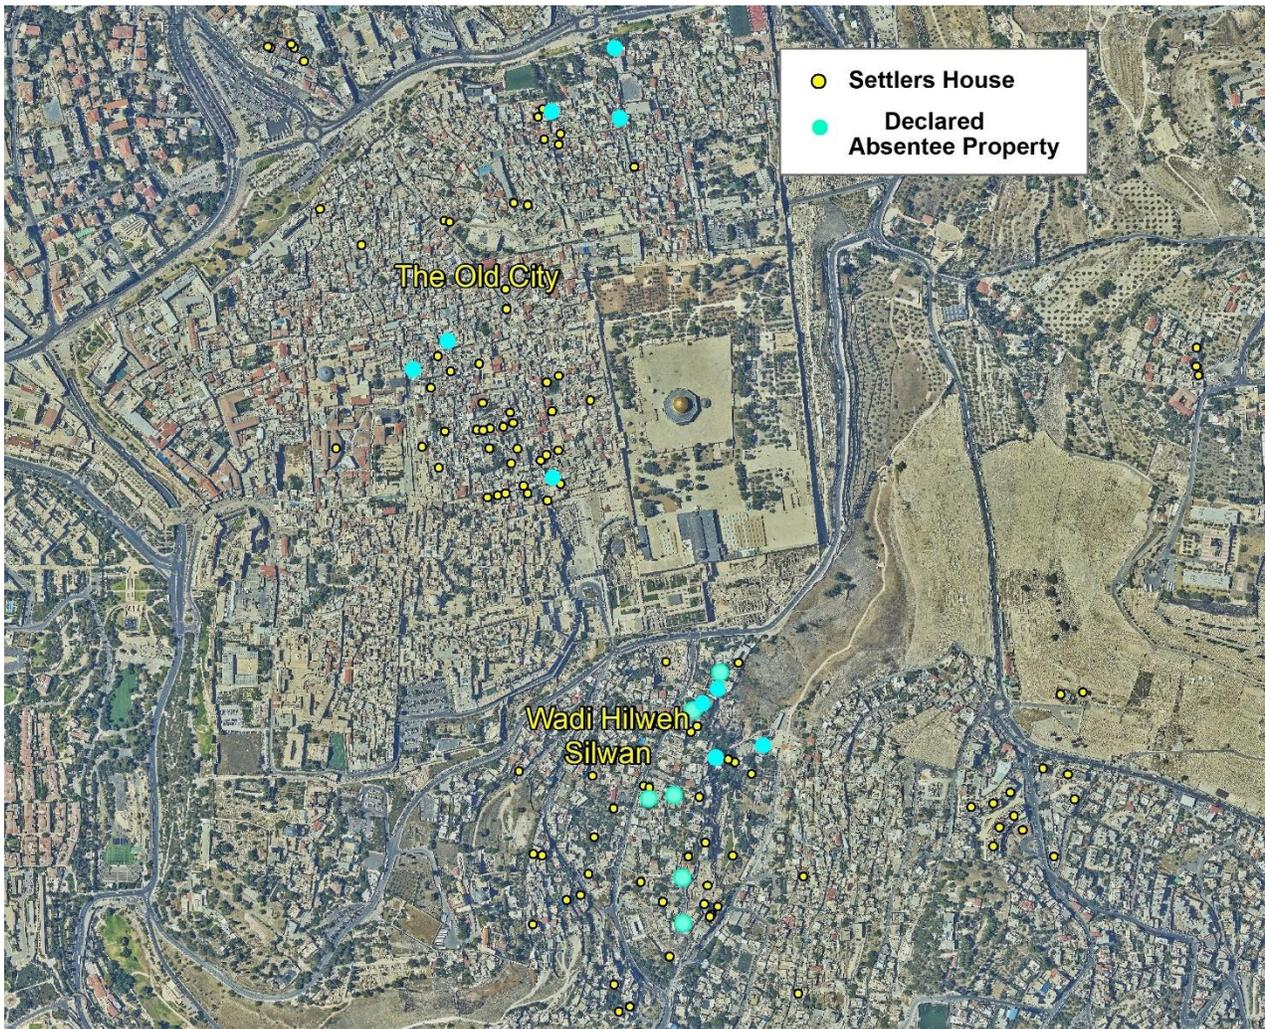 Settlers House
Declared
Absentee Property
The Old City
Wadi Hilweh
Silwan